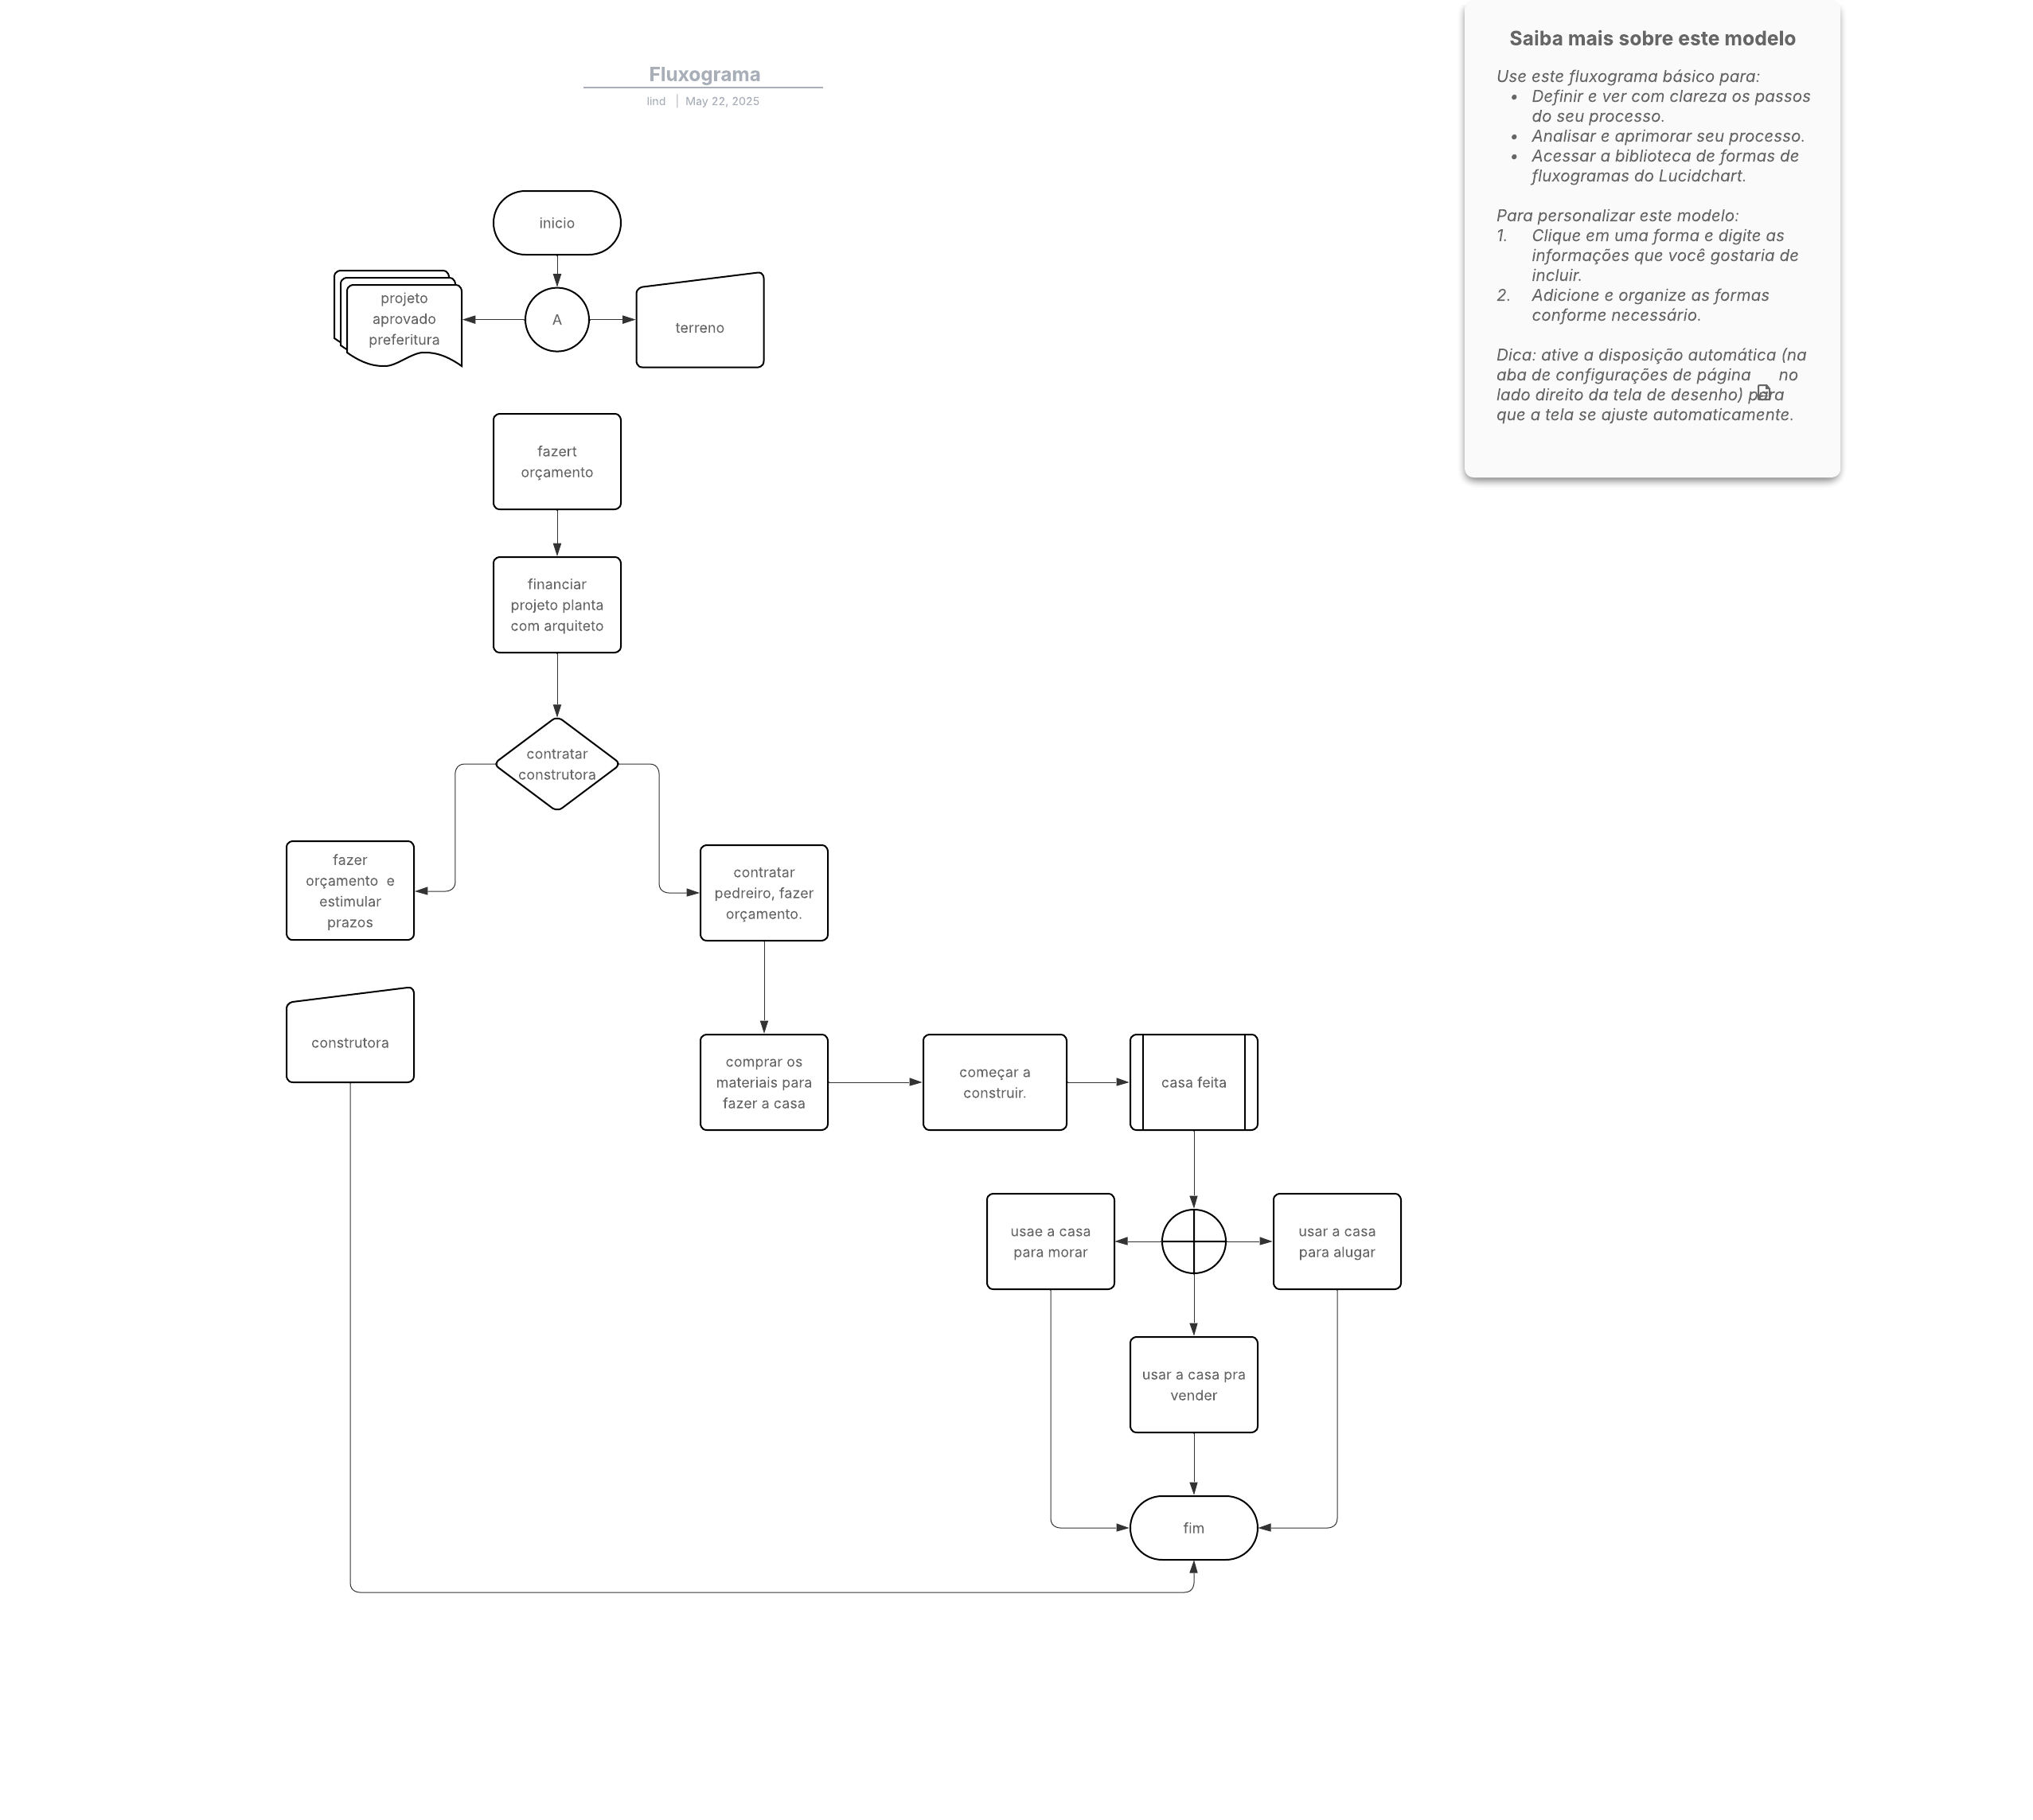 Fluxograma
lind | May 22, 2025
Saiba mais sobre este modelo
Use este fluxograma básico para:
• Definir e ver com clareza os passos
do seu processo.
• Analisar e aprimorar seu processo.
• Acessar a biblioteca de formas de
fluxogramas do Lucidchart.
Para personalizar este modelo:
1. Clique em uma forma e digite as
informações que você gostaria de
incluir.
2. Adicione e organize as formas
conforme necessário.
Dica: ative a disposição automática (na
aba de configurações de página no
lado direito da tela de desenho) para
que a tela se ajuste automaticamente.
inicio
projeto
aprovado
preferitura
A
terreno
fazert
orçamento
financiar
projeto planta
com arquiteto
contratar
construtora
fazer
orçamento e
estimular
prazos
contratar
pedreiro, fazer
orçamento.
construtora
comprar os
materiais para
fazer a casa
começar a
construir.
casa feita
usae a casa
para morar
usar a casa
para alugar
usar a casa pra
vender
fim